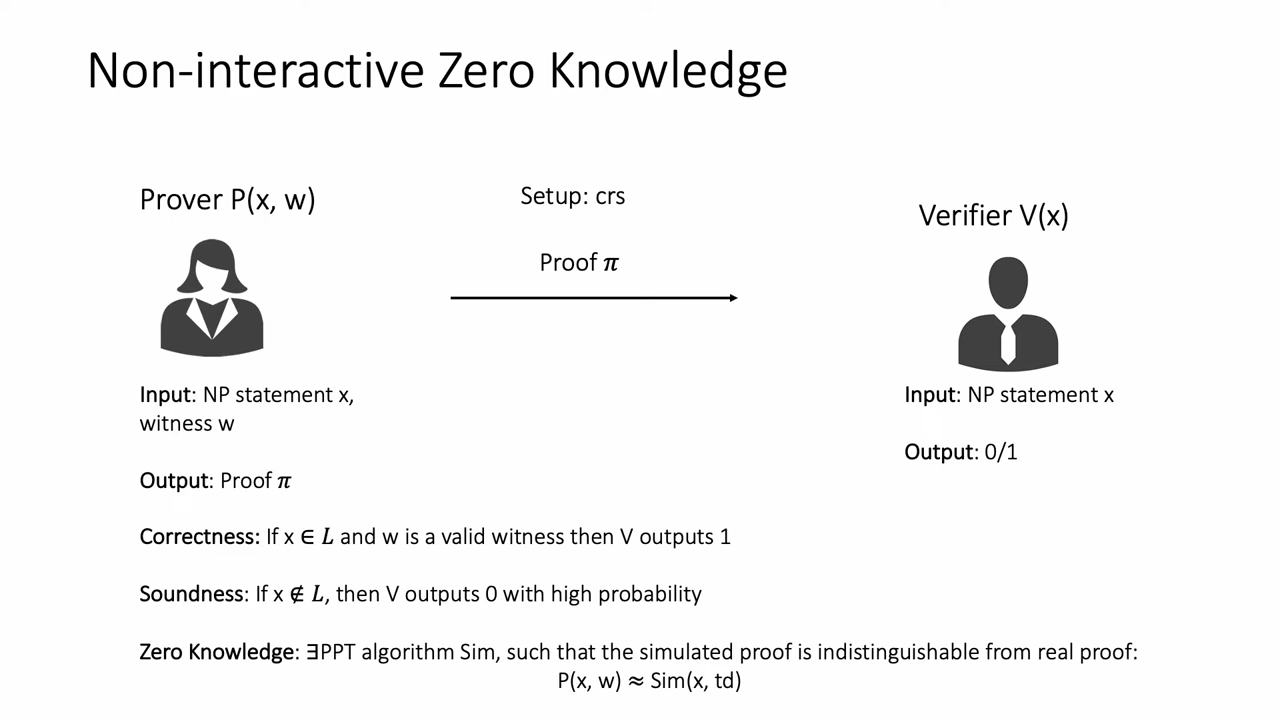 Non-interactive Zero Knowledge
Prover P(x, w)
Setup: crs
Verifier V(x)
Proof π
Input: NP statement x,
witness w
Output: Proof π
Input: NP statement x
Output: 0/1
Correctness: If x ∈ L and w is a valid witness then V outputs 1
Soundness: If x ∉ L, then V outputs 0 with high probability
Zero Knowledge: ∃PPT algorithm Sim, such that the simulated proof is indistinguishable from real proof:
P(x, w) ≈ Sim(x, td)